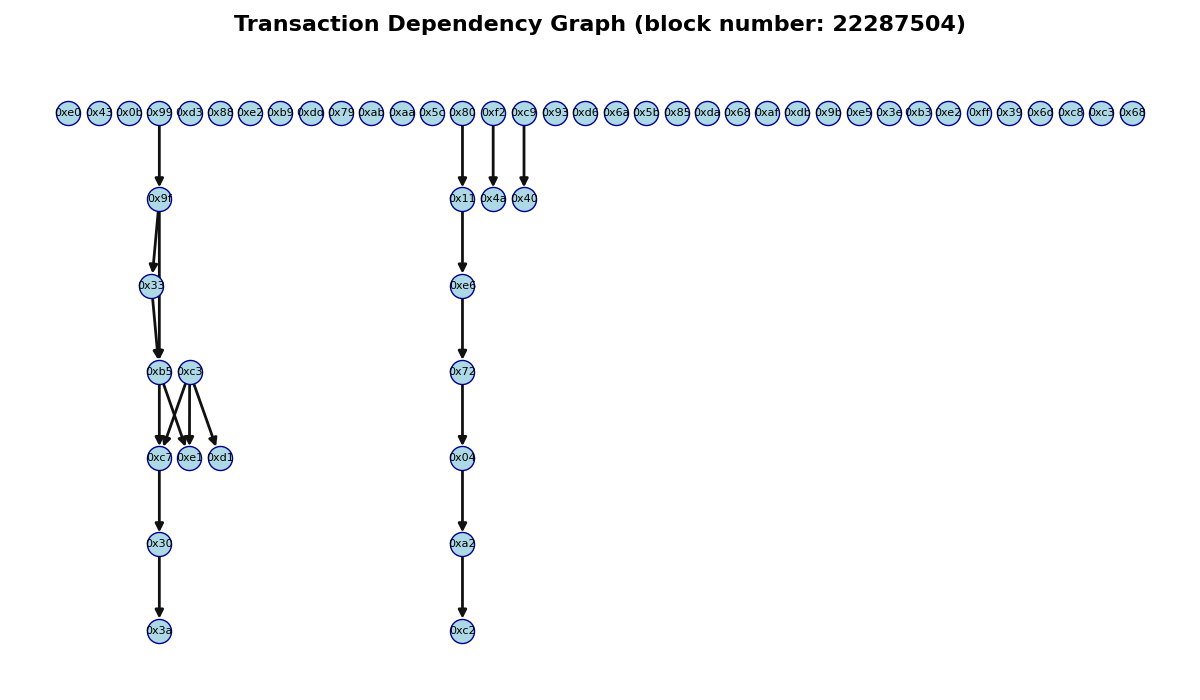 Transaction Dependency Graph (block number: 22287504)
0xe0 0x43 0x0b 0x99 0xd3 0x88 0xe2 0xb9 0xdd 0x79 0xab 0xaa 0x5c 0x80 0xf2 0xc9 0x93 0xd6 0x6a 0x5b 0x85 0xda 0x68 0xaf 0xdb 0x9b 0xe5 0x3e 0xb3 0xe2 0xff 0x39 0x6d 0xc8 0xc3 0x68
0x9f 0x11 0x4a 0x40
0x33 0xe6
0xb5 0xc3 0x72
0xc7 0xe1 0xd1 0x04
0x30 0xa2
0x3a 0xc2